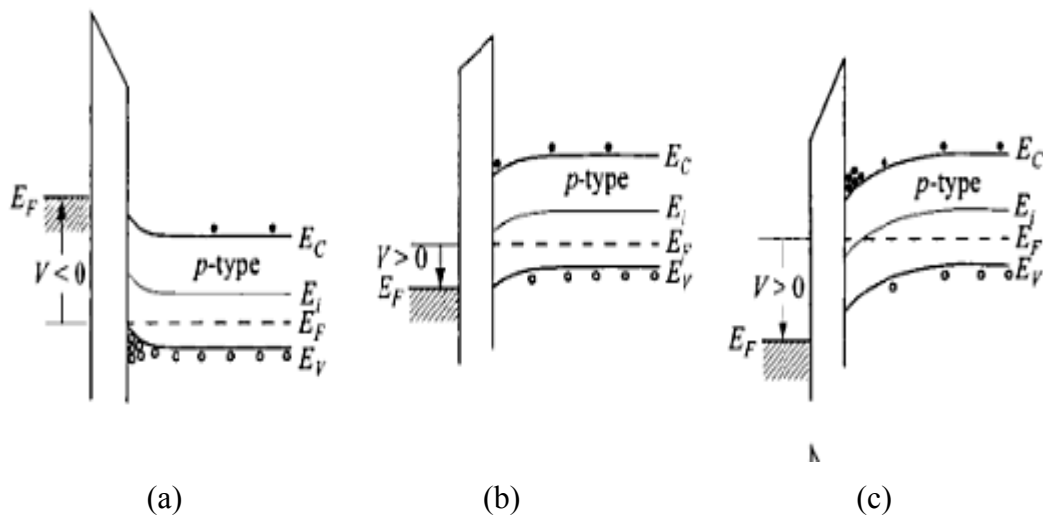 E_F
V < 0
E_C
p-type
E_i
E_F
E_V
(a)
E_C
p-type
E_i
E_V
V > 0
E_F
E_V
(b)
E_C
p-type
E_i
E_F
V > 0
E_V
E_F
(c)